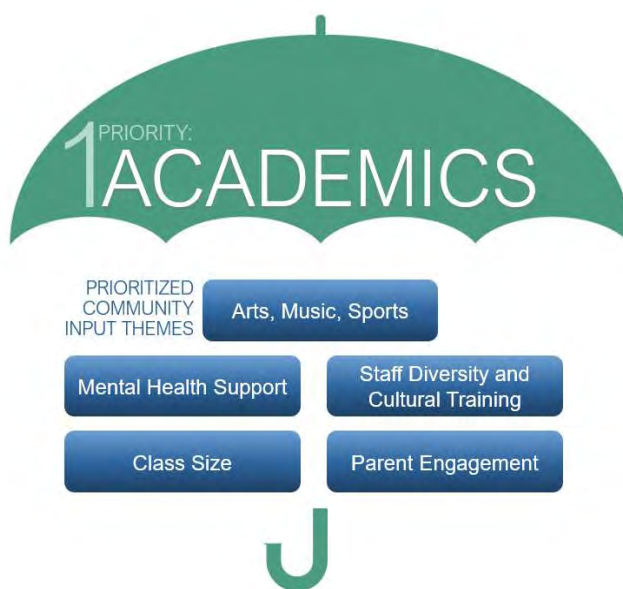 1 PRIORITY:
ACADEMICS
PRIORITIZED
COMMUNITY
INPUT THEMES
Arts, Music, Sports
Mental Health Support
Staff Diversity and
Cultural Training
Class Size
Parent Engagement